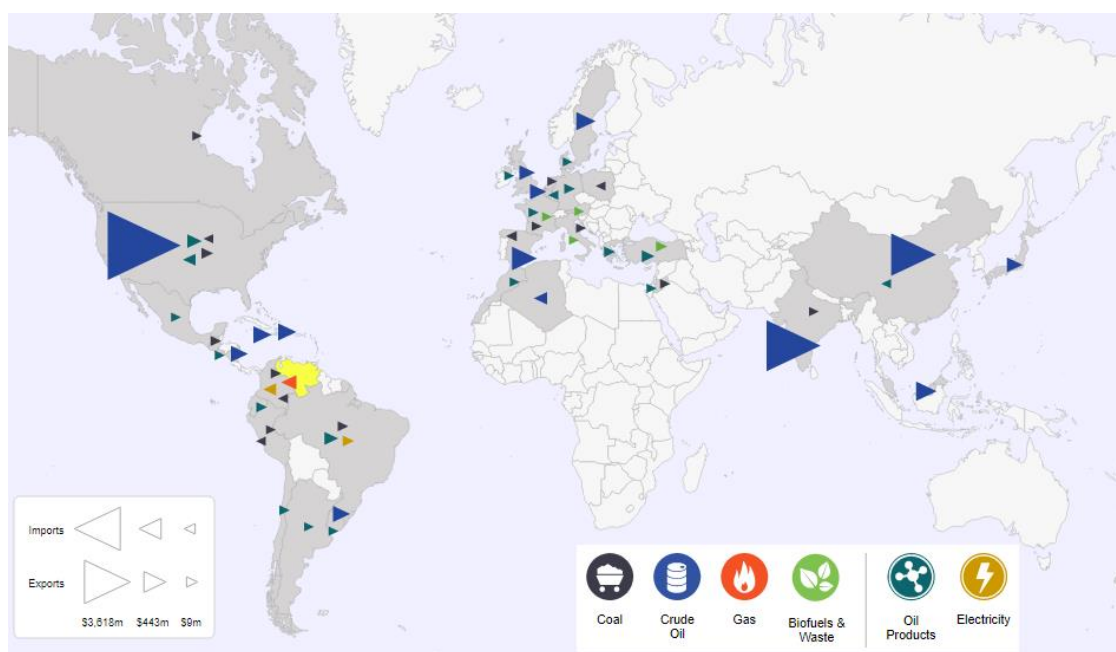 Imports
Exports
$3,618m $443m $9m
Coal
Crude
Oil
Gas
Biofuels &
Waste
Oil
Products
Electricity